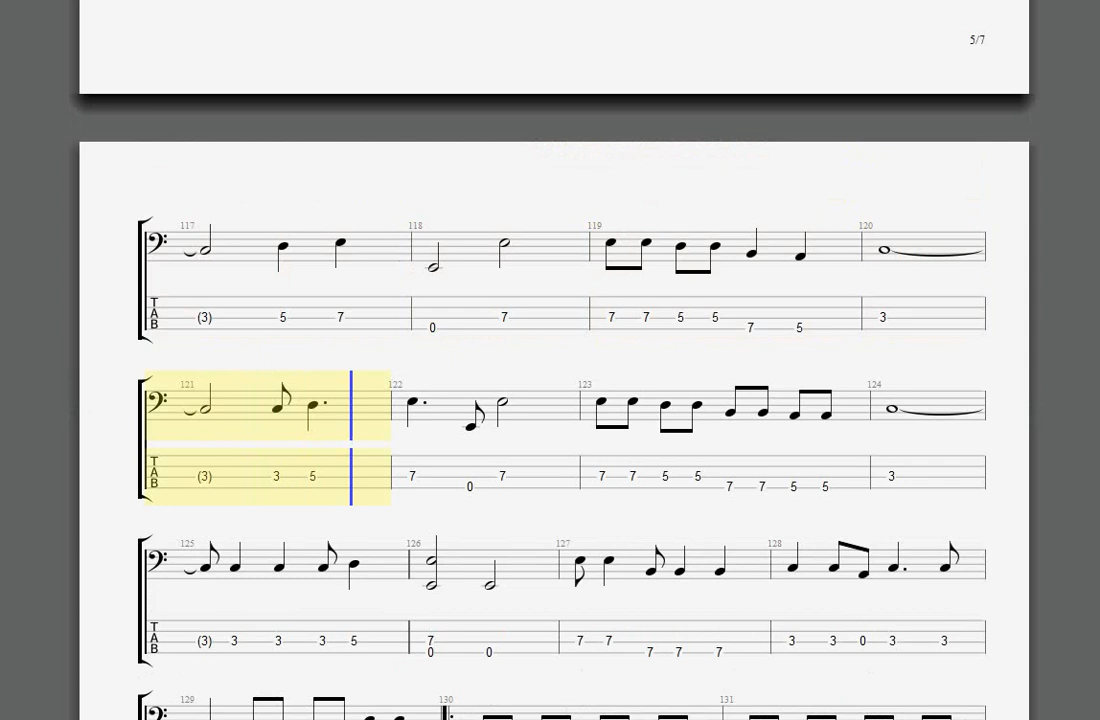 5/7
117 118 119 120
T
A
B
(3) 5 7 0 7 7 7 5 5 7 5 3
121 122 123 124
T
A
B
(3) 3 5 7 0 7 7 7 5 5 7 7 5 5 3
125 126 127 128
T
A
B
(3) 3 3 3 5 7 0 0 7 7 7 7 7 3 3 0 3 3
129 130 131